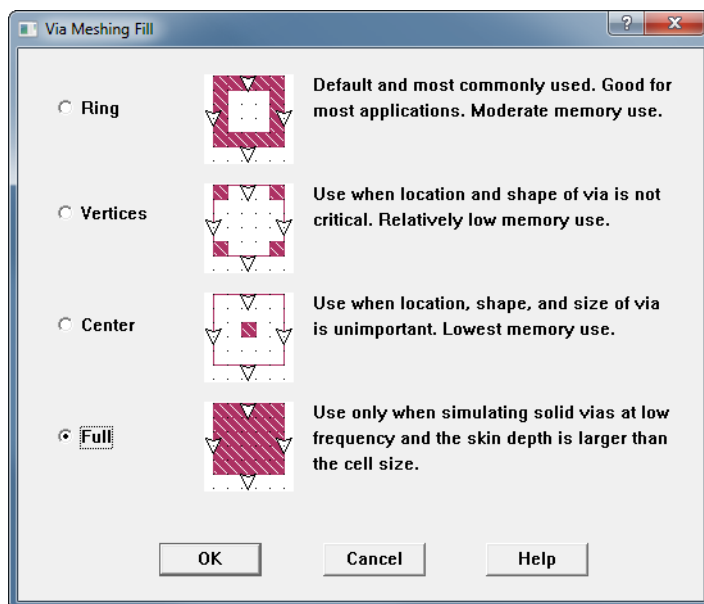 Via Meshing Fill
?
X
Ring
Default and most commonly used. Good for
most applications. Moderate memory use.
Vertices
Use when location and shape of via is not
critical. Relatively low memory use.
Center
Use when location, shape, and size of via
is unimportant. Lowest memory use.
Full
Use only when simulating solid vias at low
frequency and the skin depth is larger than
the cell size.
OK
Cancel
Help